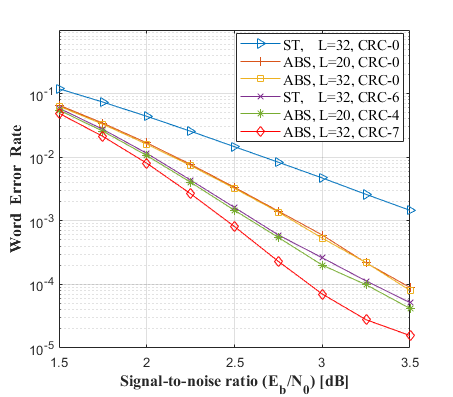 ST, L=32, CRC-0
ABS, L=20, CRC-0
ABS, L=32, CRC-0
ST, L=32, CRC-6
ABS, L=20, CRC-4
ABS, L=32, CRC-7
10^-1
10^-2
10^-3
10^-4
10^-5
Word Error Rate
1.5 2 2.5 3 3.5
Signal-to-noise ratio (E_b/N_0) [dB]